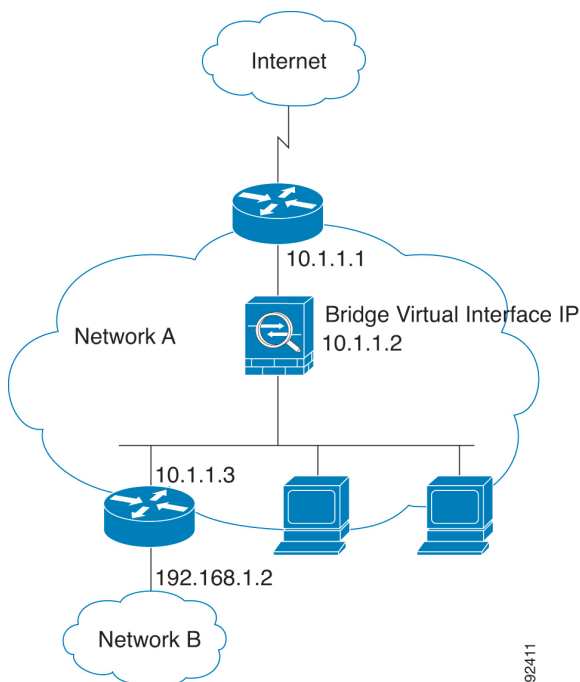 Internet
10.1.1.1
Bridge Virtual Interface IP
10.1.1.2
Network A
10.1.1.3
192.168.1.2
Network B
92411